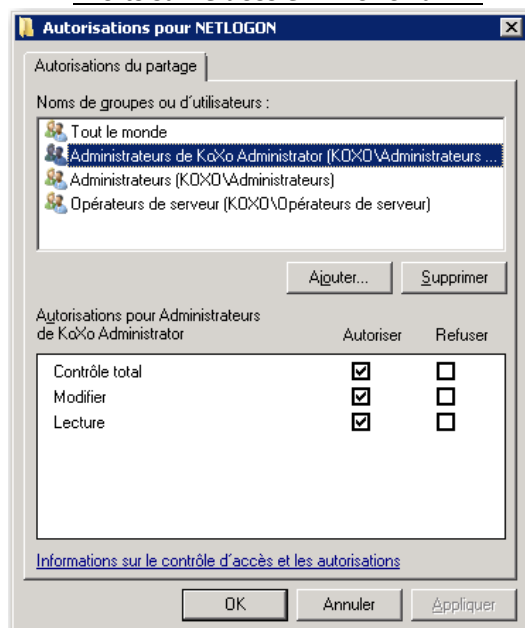 Autorisations pour NETLOGON
Autorisations du partage
Noms de groupes ou d'utilisateurs :
Tout le monde
Administrateurs de KoXo Administrator (KOXO\Administrateurs ...
Administrateurs (KOXO\Administrateurs)
Opérateurs de serveur (KOXO\Opérateurs de serveur)
Ajouter...
Supprimer
Autorisations pour Administrateurs
de KoXo Administrator
Autoriser
Refuser
Contrôle total
Modifier
Lecture
Informations sur le contrôle d'accès et les autorisations
OK
Annuler
Appliquer